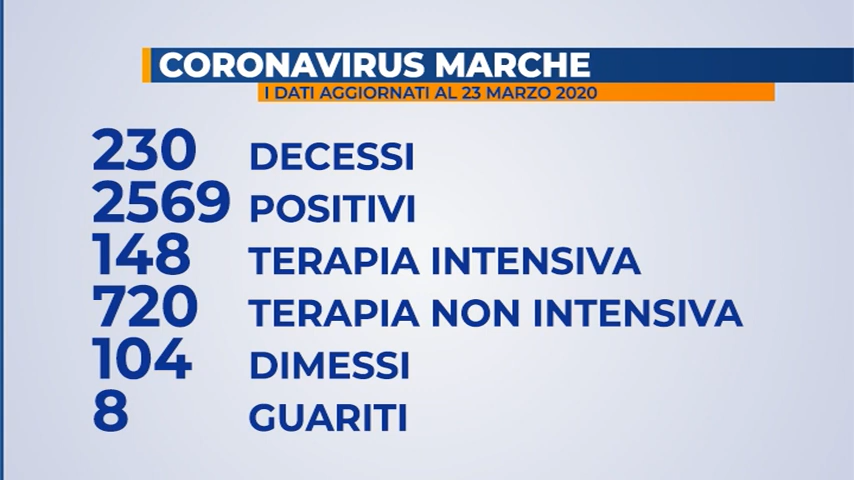 CORONAVIRUS MARCHE
I DATI AGGIORNATI AL 23 MARZO 2020
230 DECESSI
2569 POSITIVI
148 TERAPIA INTENSIVA
720 TERAPIA NON INTENSIVA
104 DIMESSI
8 GUARITI